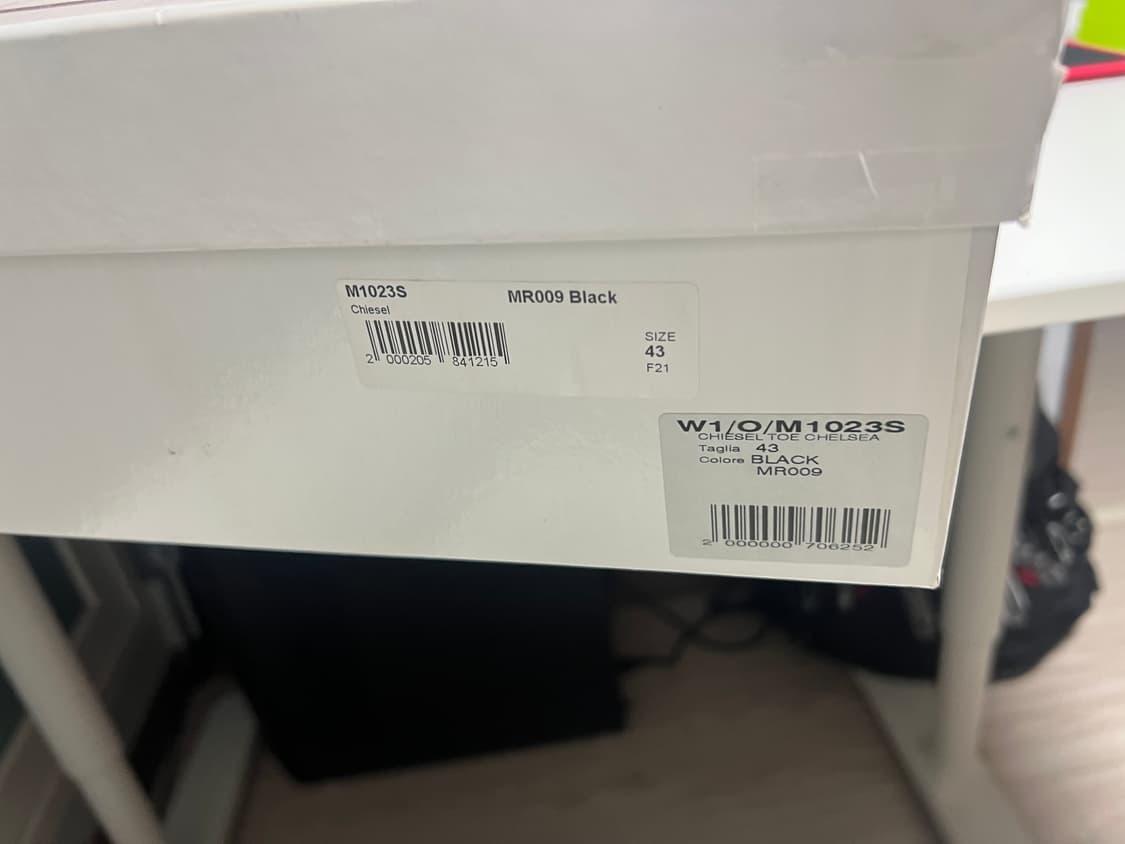 M1023S
MR009 Black
Chiesel
2 000205 841215
SIZE
43
F21
W1/O/M1023S
CHIESEL TOE CHELSEA
Taglia 43
Colore BLACK
MR009
2 000000 706252